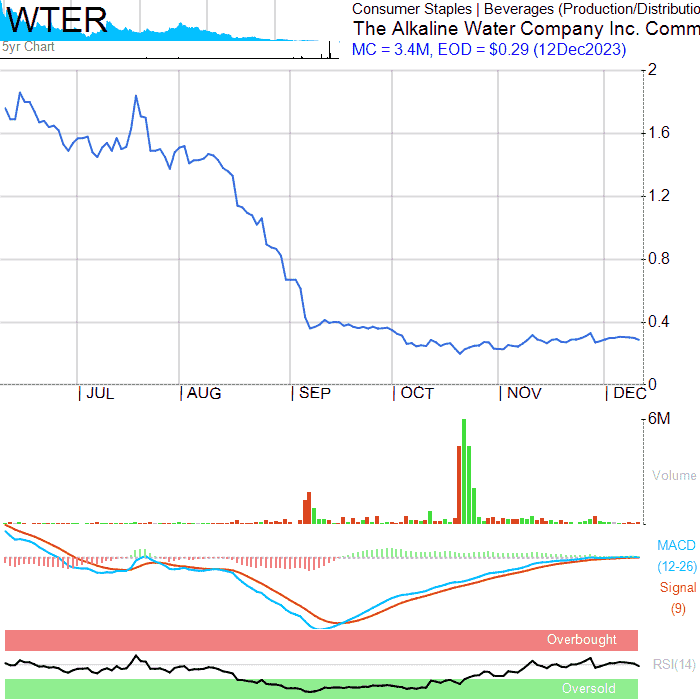 WTER
Consumer Staples | Beverages (Production/Distributio
The Alkaline Water Company Inc. Comm
5yr Chart
MC = 3.4M, EOD = $0.29 (12Dec2023)
2
1.6
1.2
0.8
0.4
0
| JUL | AUG | SEP | OCT | NOV | DEC
6M
Volume
MACD
(12-26)
Signal
(9)
Overbought
RSI(14)
Oversold